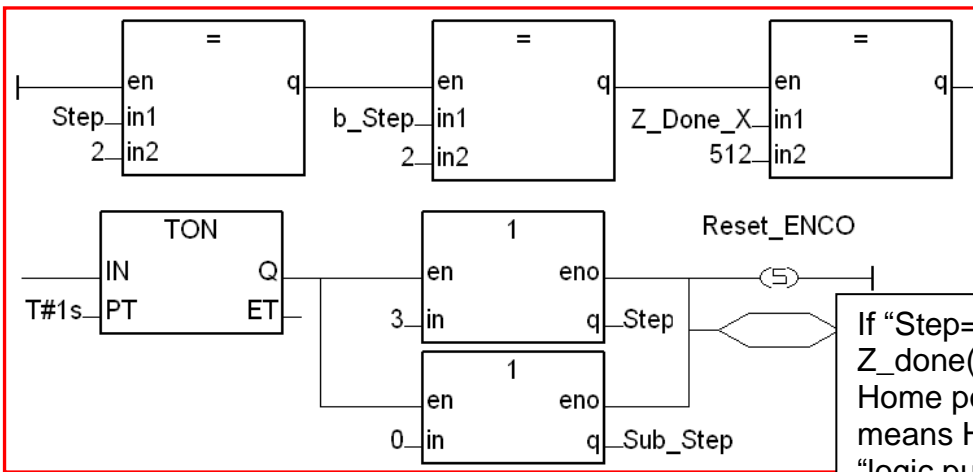 = = =
en q en q en q
Step in1 b_Step in1 Z_Done_X in1
2 in2 2 in2 512 in2
TON 1 Reset_ENCO
IN Q en eno S
T#1s PT ET 3 in q Step
1
en eno
0 in q Sub_Step
If "Step=
Z_done(
Home po
means H
"logic pu